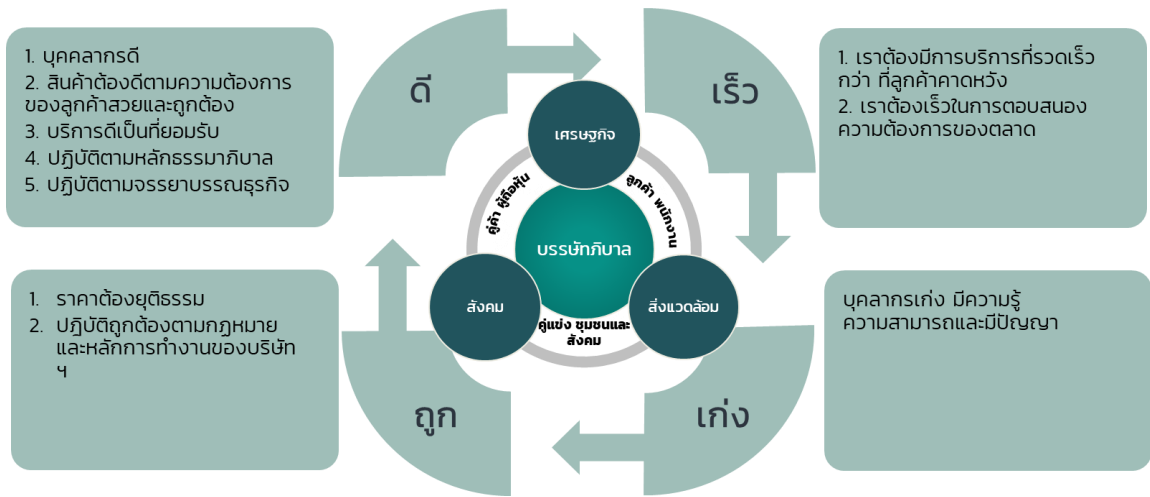 1. บุคคลากรดี
2. สินค้าต้องดีตามความต้องการ
ของลูกค้าสวยและถูกต้อง
3. บริการดีเป็นที่ยอมรับ
4. ปฏิบัติตามหลักธรรมาภิบาล
5. ปฏิบัติตามจรรยาบรรณธุรกิจ
ดี
เร็ว
1. เราต้องมีการบริการที่รวดเร็ว
กว่า ที่ลูกค้าคาดหวัง
2. เราต้องเร็วในการตอบสนอง
ความต้องการของตลาด
เศรษฐกิจ
คู่ค้า ผู้ถือหุ้น
ลูกค้า พนักงาน
บรรษัทภิบาล
สังคม
สิ่งแวดล้อม
คู่แข่ง ชุมชนและ
สังคม
1. ราคาต้องยุติธรรม
2. ปฎิบัติถูกต้องตามกฎหมาย
และหลักการทำงานของบริษัท
ฯ
ถูก
เก่ง
บุคลากรเก่ง มีความรู้
ความสามารถและมีปัญญา